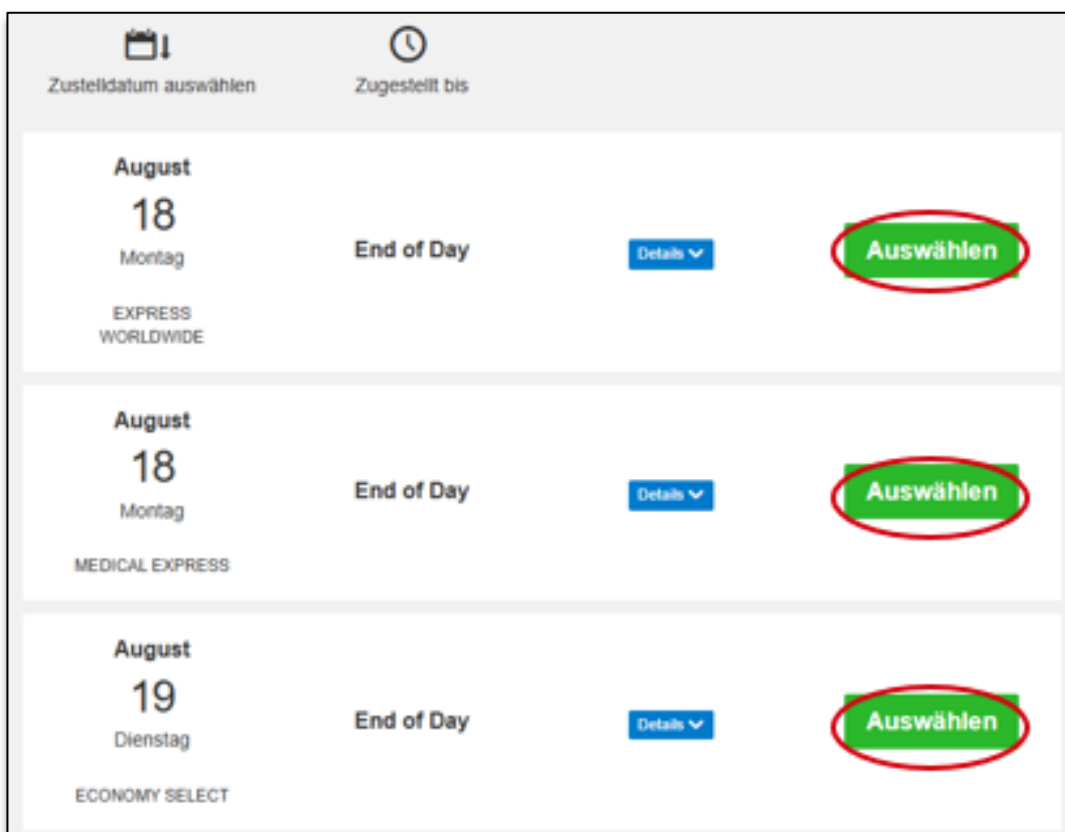 Zustelldatum auswählen
Zugestellt bis
August
18
Montag
EXPRESS
WORLDWIDE
End of Day
Details
Auswählen
August
18
Montag
MEDICAL EXPRESS
End of Day
Details
Auswählen
August
19
Dienstag
ECONOMY SELECT
End of Day
Details
Auswählen